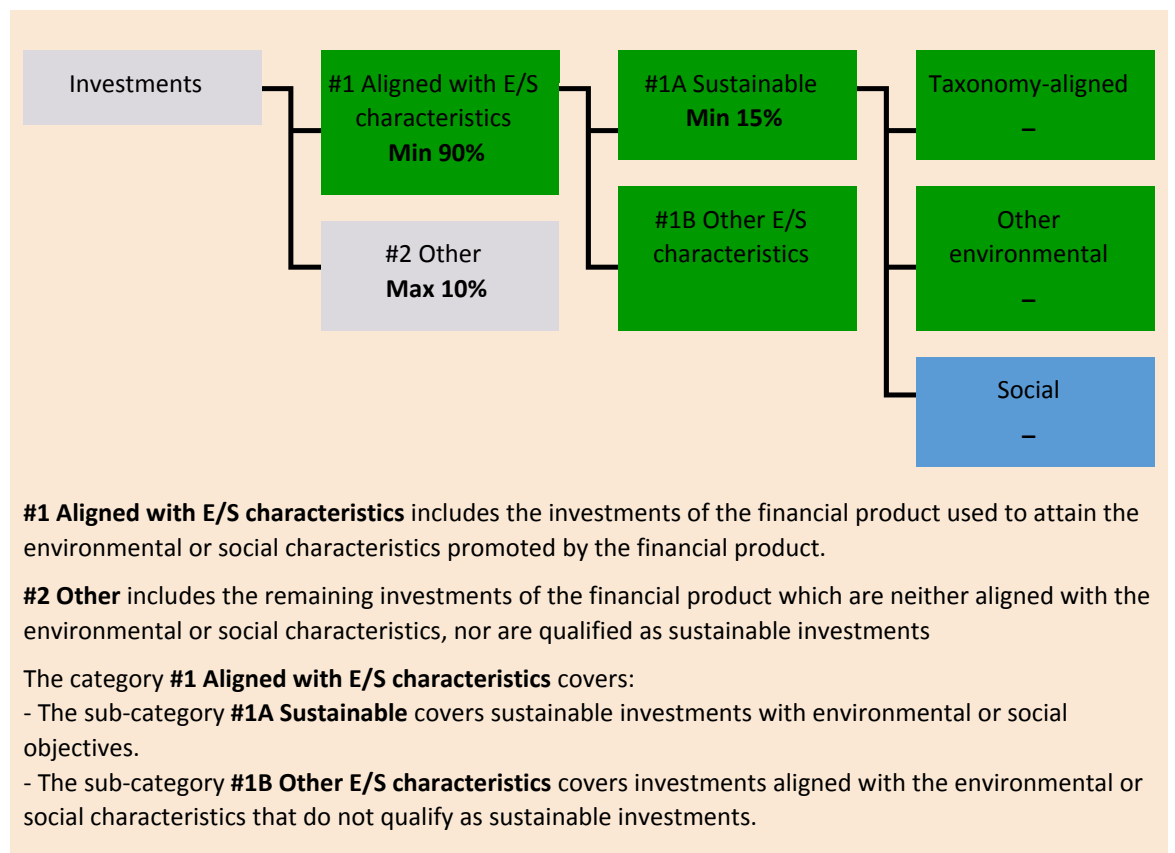 Investments
#1 Aligned with E/S
characteristics
Min 90%
#2 Other
Max 10%
#1A Sustainable
Min 15%
#1B Other E/S
characteristics
Taxonomy-aligned
–
Other
environmental
–
Social
–
#1 Aligned with E/S characteristics includes the investments of the financial product used to attain the
environmental or social characteristics promoted by the financial product.
#2 Other includes the remaining investments of the financial product which are neither aligned with the
environmental or social characteristics, nor are qualified as sustainable investments
The category #1 Aligned with E/S characteristics covers:
- The sub-category #1A Sustainable covers sustainable investments with environmental or social
objectives.
- The sub-category #1B Other E/S characteristics covers investments aligned with the environmental or
social characteristics that do not qualify as sustainable investments.